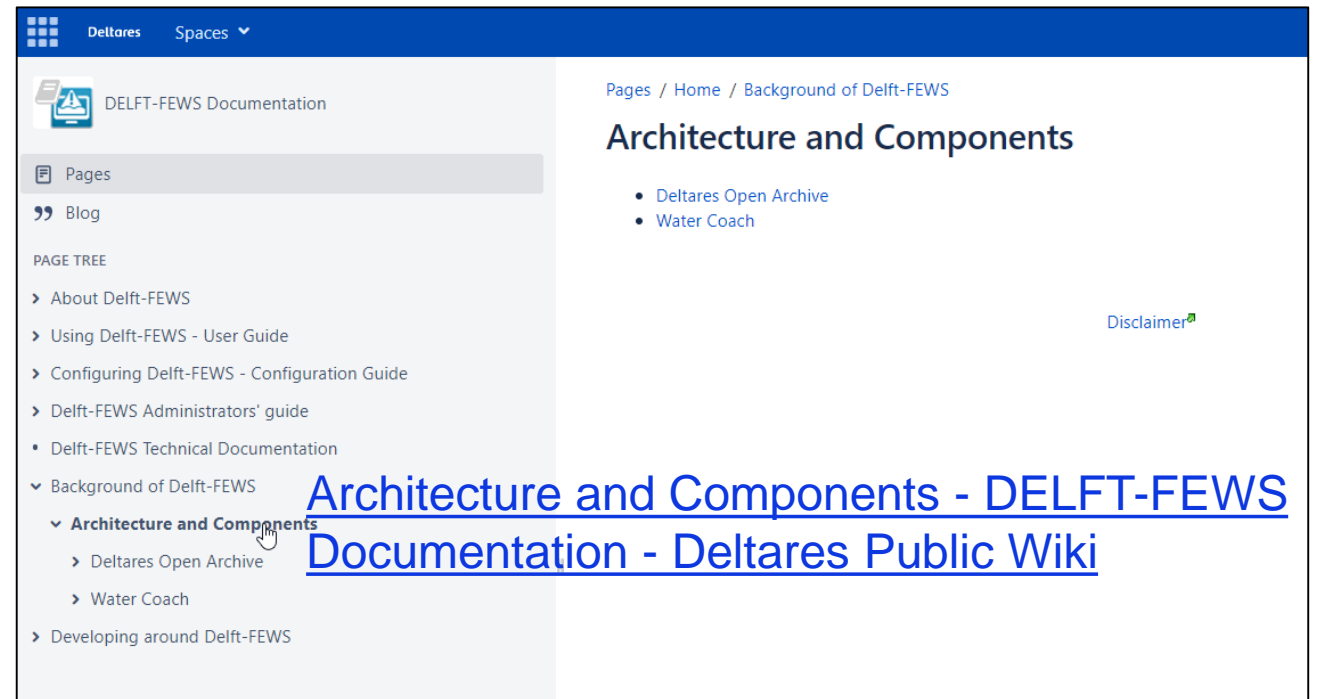 Deltares Spaces
DELFT-FEWS Documentation
Pages
Blog
PAGE TREE
About Delft-FEWS
Using Delft-FEWS - User Guide
Configuring Delft-FEWS - Configuration Guide
Delft-FEWS Administrators' guide
Delft-FEWS Technical Documentation
Background of Delft-FEWS
Architecture and Components
Deltares Open Archive
Water Coach
Developing around Delft-FEWS
Pages / Home / Background of Delft-FEWS
Architecture and Components
• Deltares Open Archive
• Water Coach
Disclaimer
Architecture and Components - DELFT-FEWS
Documentation - Deltares Public Wiki